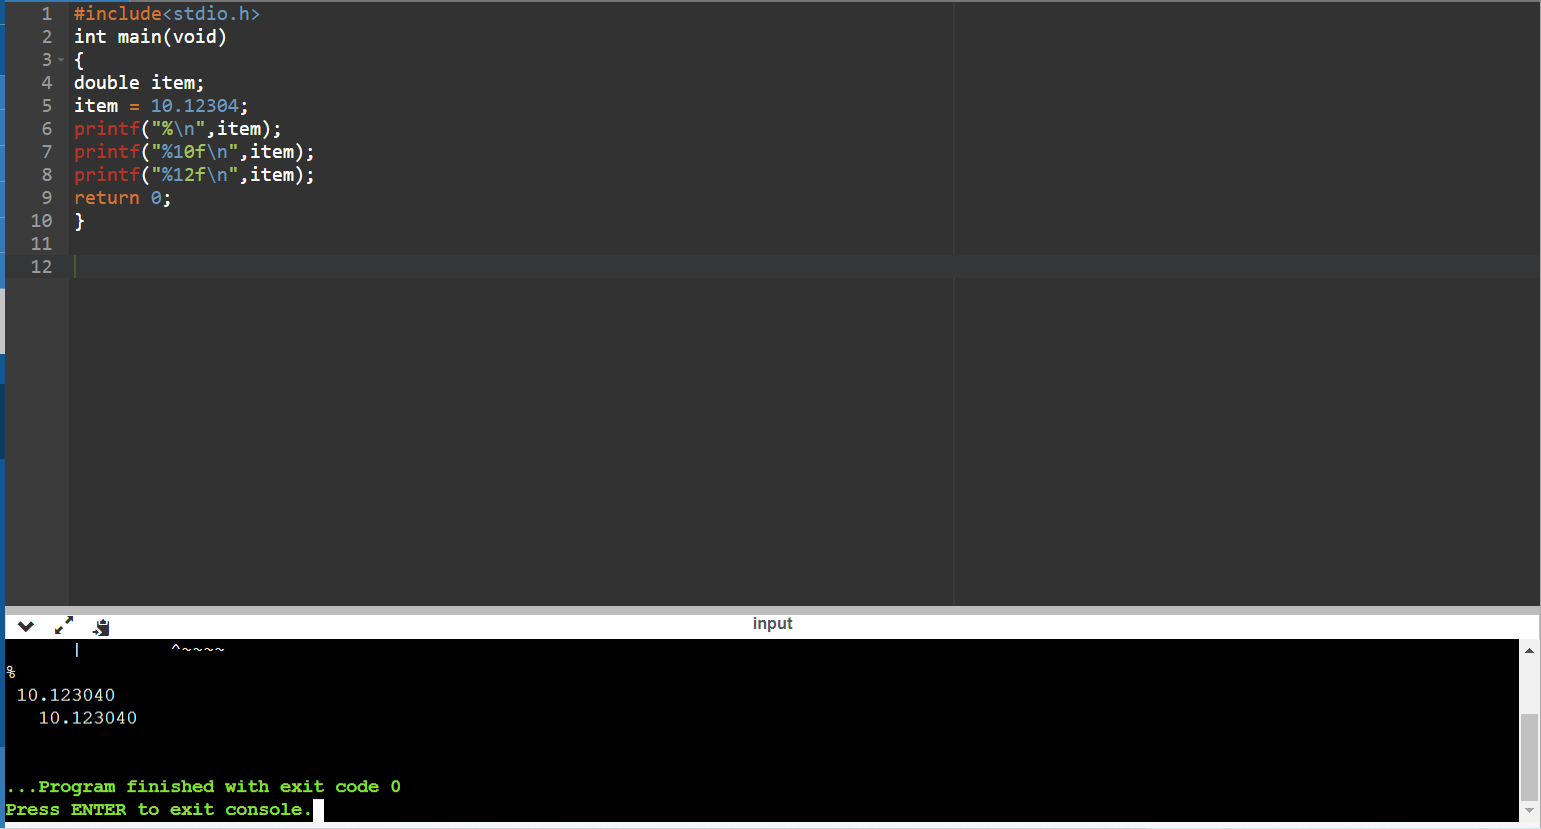 1 #include<stdio.h>
2 int main(void)
3 {
4 double item;
5 item = 10.12304;
6 printf("%\n",item);
7 printf("%10f\n",item);
8 printf("%12f\n",item);
9 return 0;
10 }
11
12
input
| ^~~~~
%
10.123040
10.123040
...Program finished with exit code 0
Press ENTER to exit console.